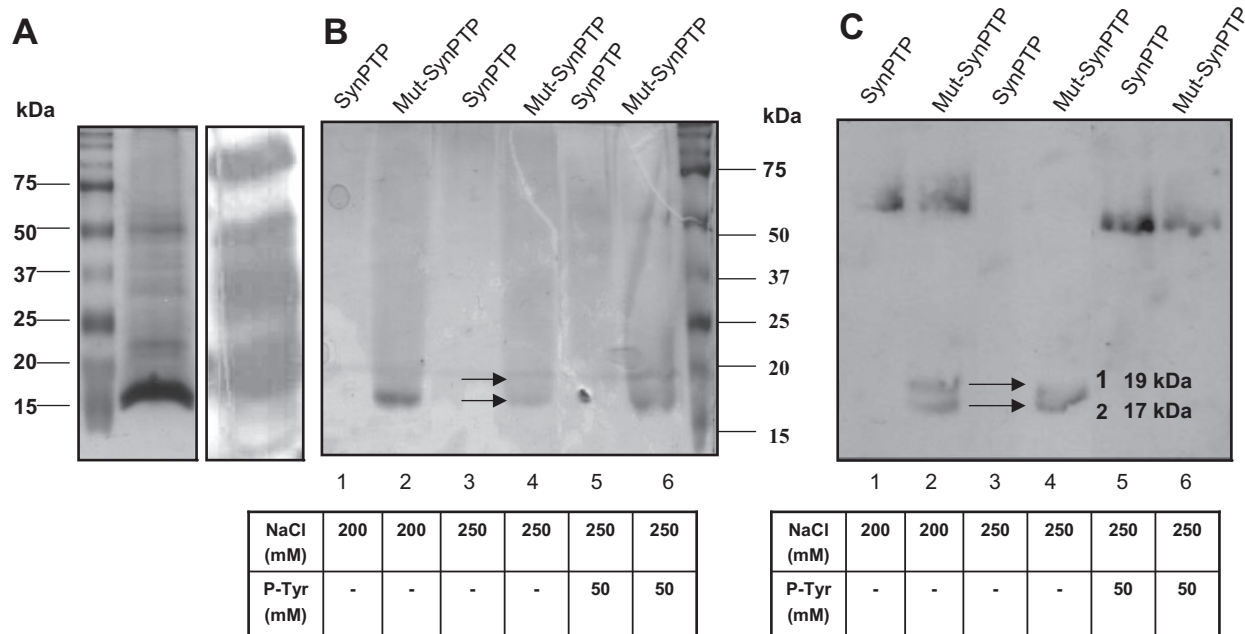 A
kDa
75
50
37
25
20
15
B
SynPTP
Mut-SynPTP
SynPTP
Mut-SynPTP
SynPTP
Mut-SynPTP
kDa
75
50
37
25
20
15
1 2 3 4 5 6
NaCl (mM) 200 200 250 250 250 250
P-Tyr (mM) - - - - 50 50
C
SynPTP
Mut-SynPTP
SynPTP
Mut-SynPTP
SynPTP
Mut-SynPTP
1 19 kDa
2 17 kDa
1 2 3 4 5 6
NaCl (mM) 200 200 250 250 250 250
P-Tyr (mM) - - - - 50 50